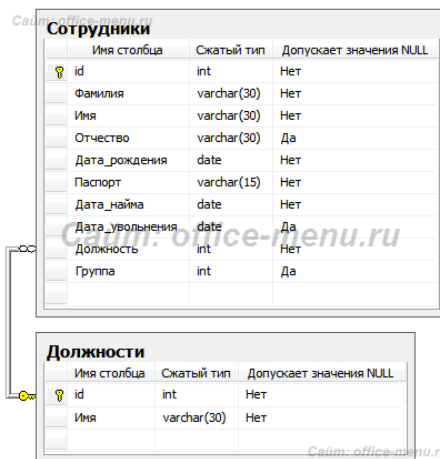 Сайт: office-menu.ru
Сотрудники
Имя столбца Сжатый тип Допускает значения NULL
id int Нет
Фамилия varchar(30) Нет
Имя varchar(30) Нет
Отчество varchar(30) Да
Дата_рождения date Нет
Паспорт varchar(15) Нет
Дата_найма date Нет
Дата_увольнения date Да
Сайт: office-menu.ru
Должность int Нет
Группа int Да
Должности
Имя столбца Сжатый тип Допускает значения NULL
id int Нет
Имя varchar(30) Нет
Сайт: office-menu.r